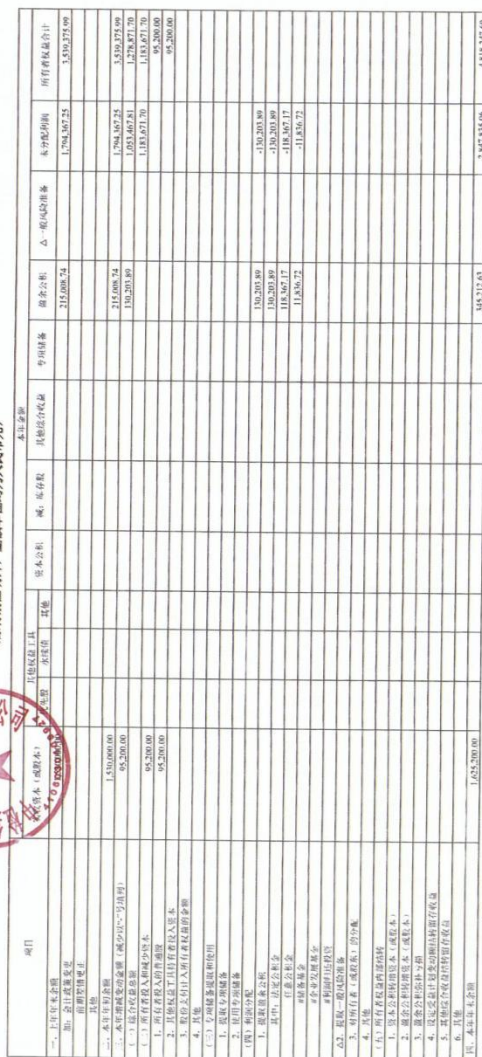 本年金额
项目 实收资本（或股本） 其他权益工具 资本公积 减：库存股 其他综合收益 专项储备 盈余公积 △一般风险准备 未分配利润 所有者权益合计
优先股 永续债 其他
一、上年年末余额 215,008.74 1,794,367.25 3,539,375.99
加：会计政策变更
前期差错更正
其他
二、本年年初余额 1,530,000.00 215,008.74 1,794,367.25 3,539,375.99
三、本年增减变动金额（减少以“-”号填列） 95,200.00 130,203.89 1,053,467.81 1,278,871.70
（一）综合收益总额 1,183,671.70 1,183,671.70
（二）所有者投入和减少资本 95,200.00 95,200.00
1、所有者投入的普通股 95,200.00 95,200.00
2、其他权益工具持有者投入资本
3、股份支付计入所有者权益的金额
4、其他
（三）专项储备提取和使用
1、提取专项储备
2、使用专项储备
（四）利润分配
1、提取盈余公积 130,203.89 -130,203.89
其中：法定公积金 118,367.17 -118,367.17
任意公积金 11,836.72 -11,836.72
#储备基金
#企业发展基金
#利润归还投资
△2、提取一般风险准备
3、对所有者（或股东）的分配
4、其他
（五）所有者权益内部结转
1、资本公积转增资本（或股本）
2、盈余公积转增资本（或股本）
3、盈余公积弥补亏损
4、设定受益计划变动额结转留存收益
5、其他综合收益结转留存收益
6、其他
四、本年年末余额 1,625,200.00 345,212.63 2,847,835.06 4,818,247.69